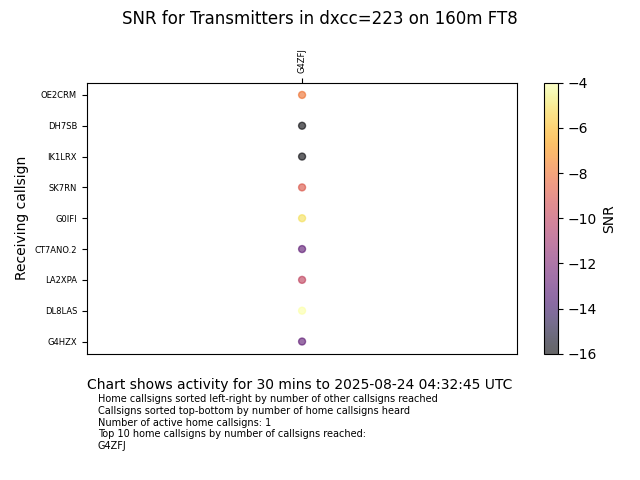 SNR for Transmitters in dxcc=223 on 160m FT8
G4ZFJ
OE2CRM
DH7SB
IK1LRX
SK7RN
G0IFI
CT7ANO.2
LA2XPA
DL8LAS
G4HZX
Receiving callsign
−4
−6
−8
−10
−12
−14
−16
SNR
Chart shows activity for 30 mins to 2025-08-24 04:32:45 UTC
Home callsigns sorted left-right by number of other callsigns reached
Callsigns sorted top-bottom by number of home callsigns heard
Number of active home callsigns: 1
Top 10 home callsigns by number of callsigns reached:
G4ZFJ